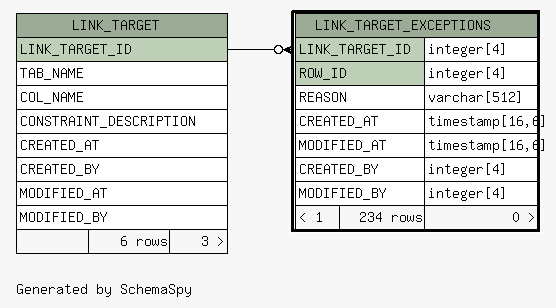 LINK_TARGET
LINK_TARGET_ID
TAB_NAME
COL_NAME
CONSTRAINT_DESCRIPTION
CREATED_AT
CREATED_BY
MODIFIED_AT
MODIFIED_BY
6 rows 3 >
LINK_TARGET_EXCEPTIONS
LINK_TARGET_ID integer[4]
ROW_ID integer[4]
REASON varchar[512]
CREATED_AT timestamp[16,6]
MODIFIED_AT timestamp[16,6]
CREATED_BY integer[4]
MODIFIED_BY integer[4]
< 1 234 rows 0 >
Generated by SchemaSpy